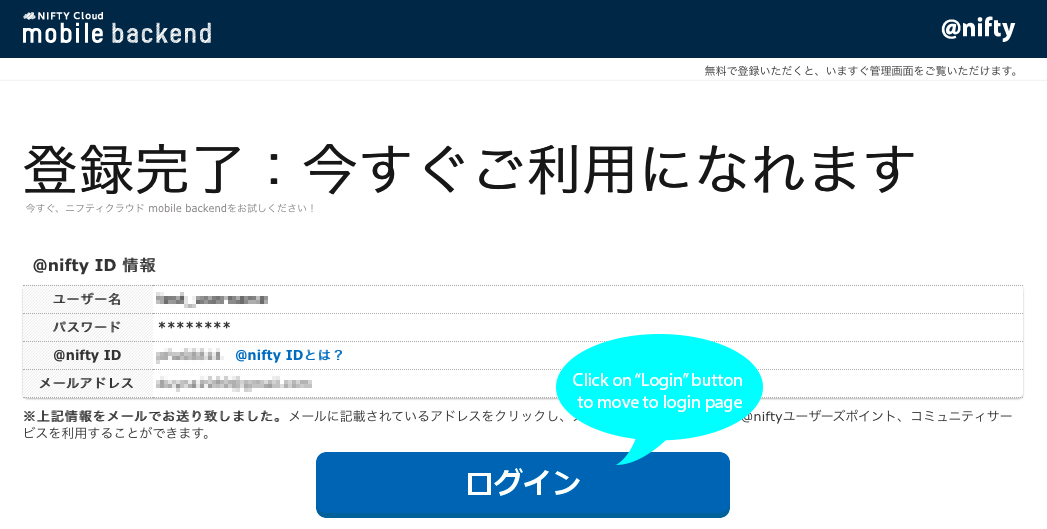 NIFTY Cloud
mobile backend
@nifty
無料で登録いただくと、いますぐ管理画面をご覧いただけます。
登録完了：今すぐご利用になれます
今すぐ、ニフティクラウド mobile backendをお試しください！
@nifty ID 情報
ユーザー名
パスワード ********
@nifty ID @nifty IDとは？
メールアドレス
Click on “Login” button
to move to login page
※上記情報をメールでお送り致しました。メールに記載されているアドレスをクリックし、 @niftyユーザーズポイント、コミュニティサー
ビスを利用することができます。
ログイン